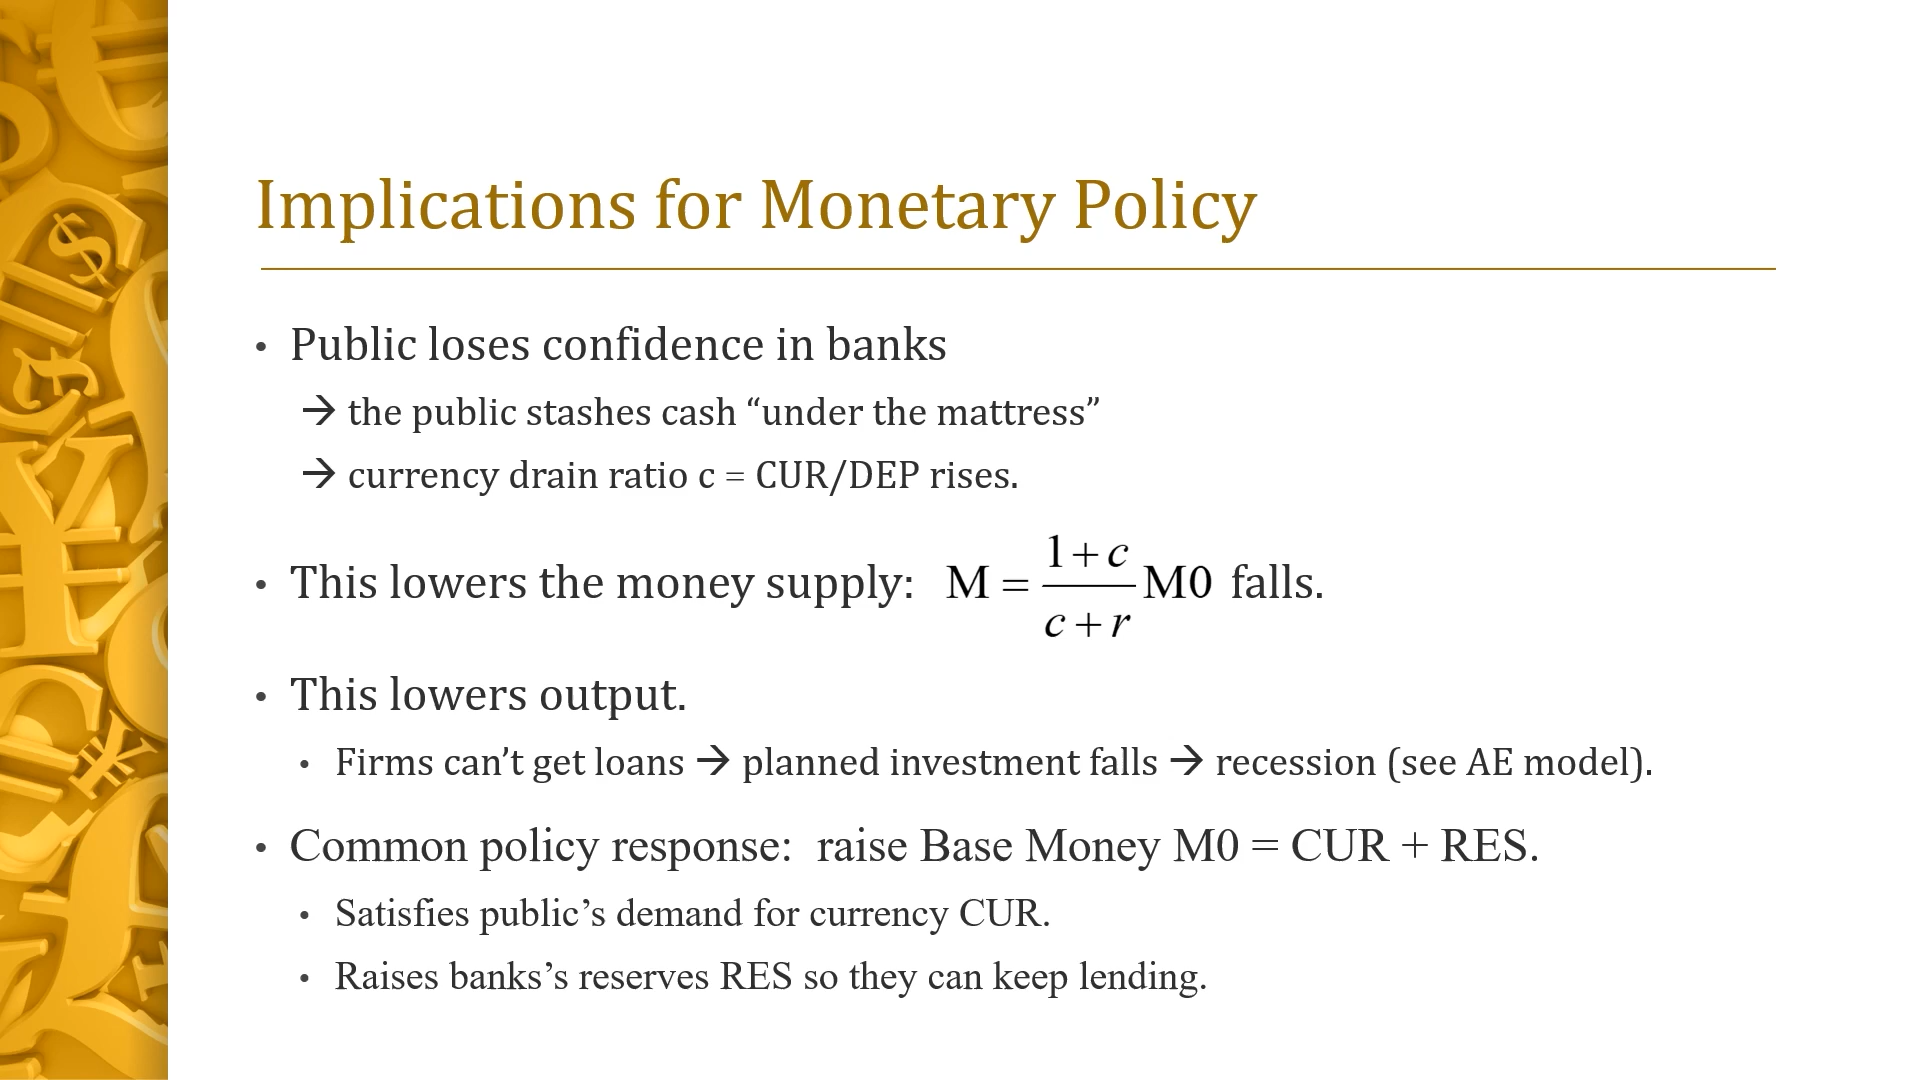 Implications for Monetary Policy
• Public loses confidence in banks
→ the public stashes cash “under the mattress”
→ currency drain ratio c = CUR/DEP rises.
• This lowers the money supply: M = (1+c)/(c+r) M0 falls.
• This lowers output.
• Firms can’t get loans → planned investment falls → recession (see AE model).
• Common policy response:  raise Base Money M0 = CUR + RES.
• Satisfies public’s demand for currency CUR.
• Raises banks’s reserves RES so they can keep lending.